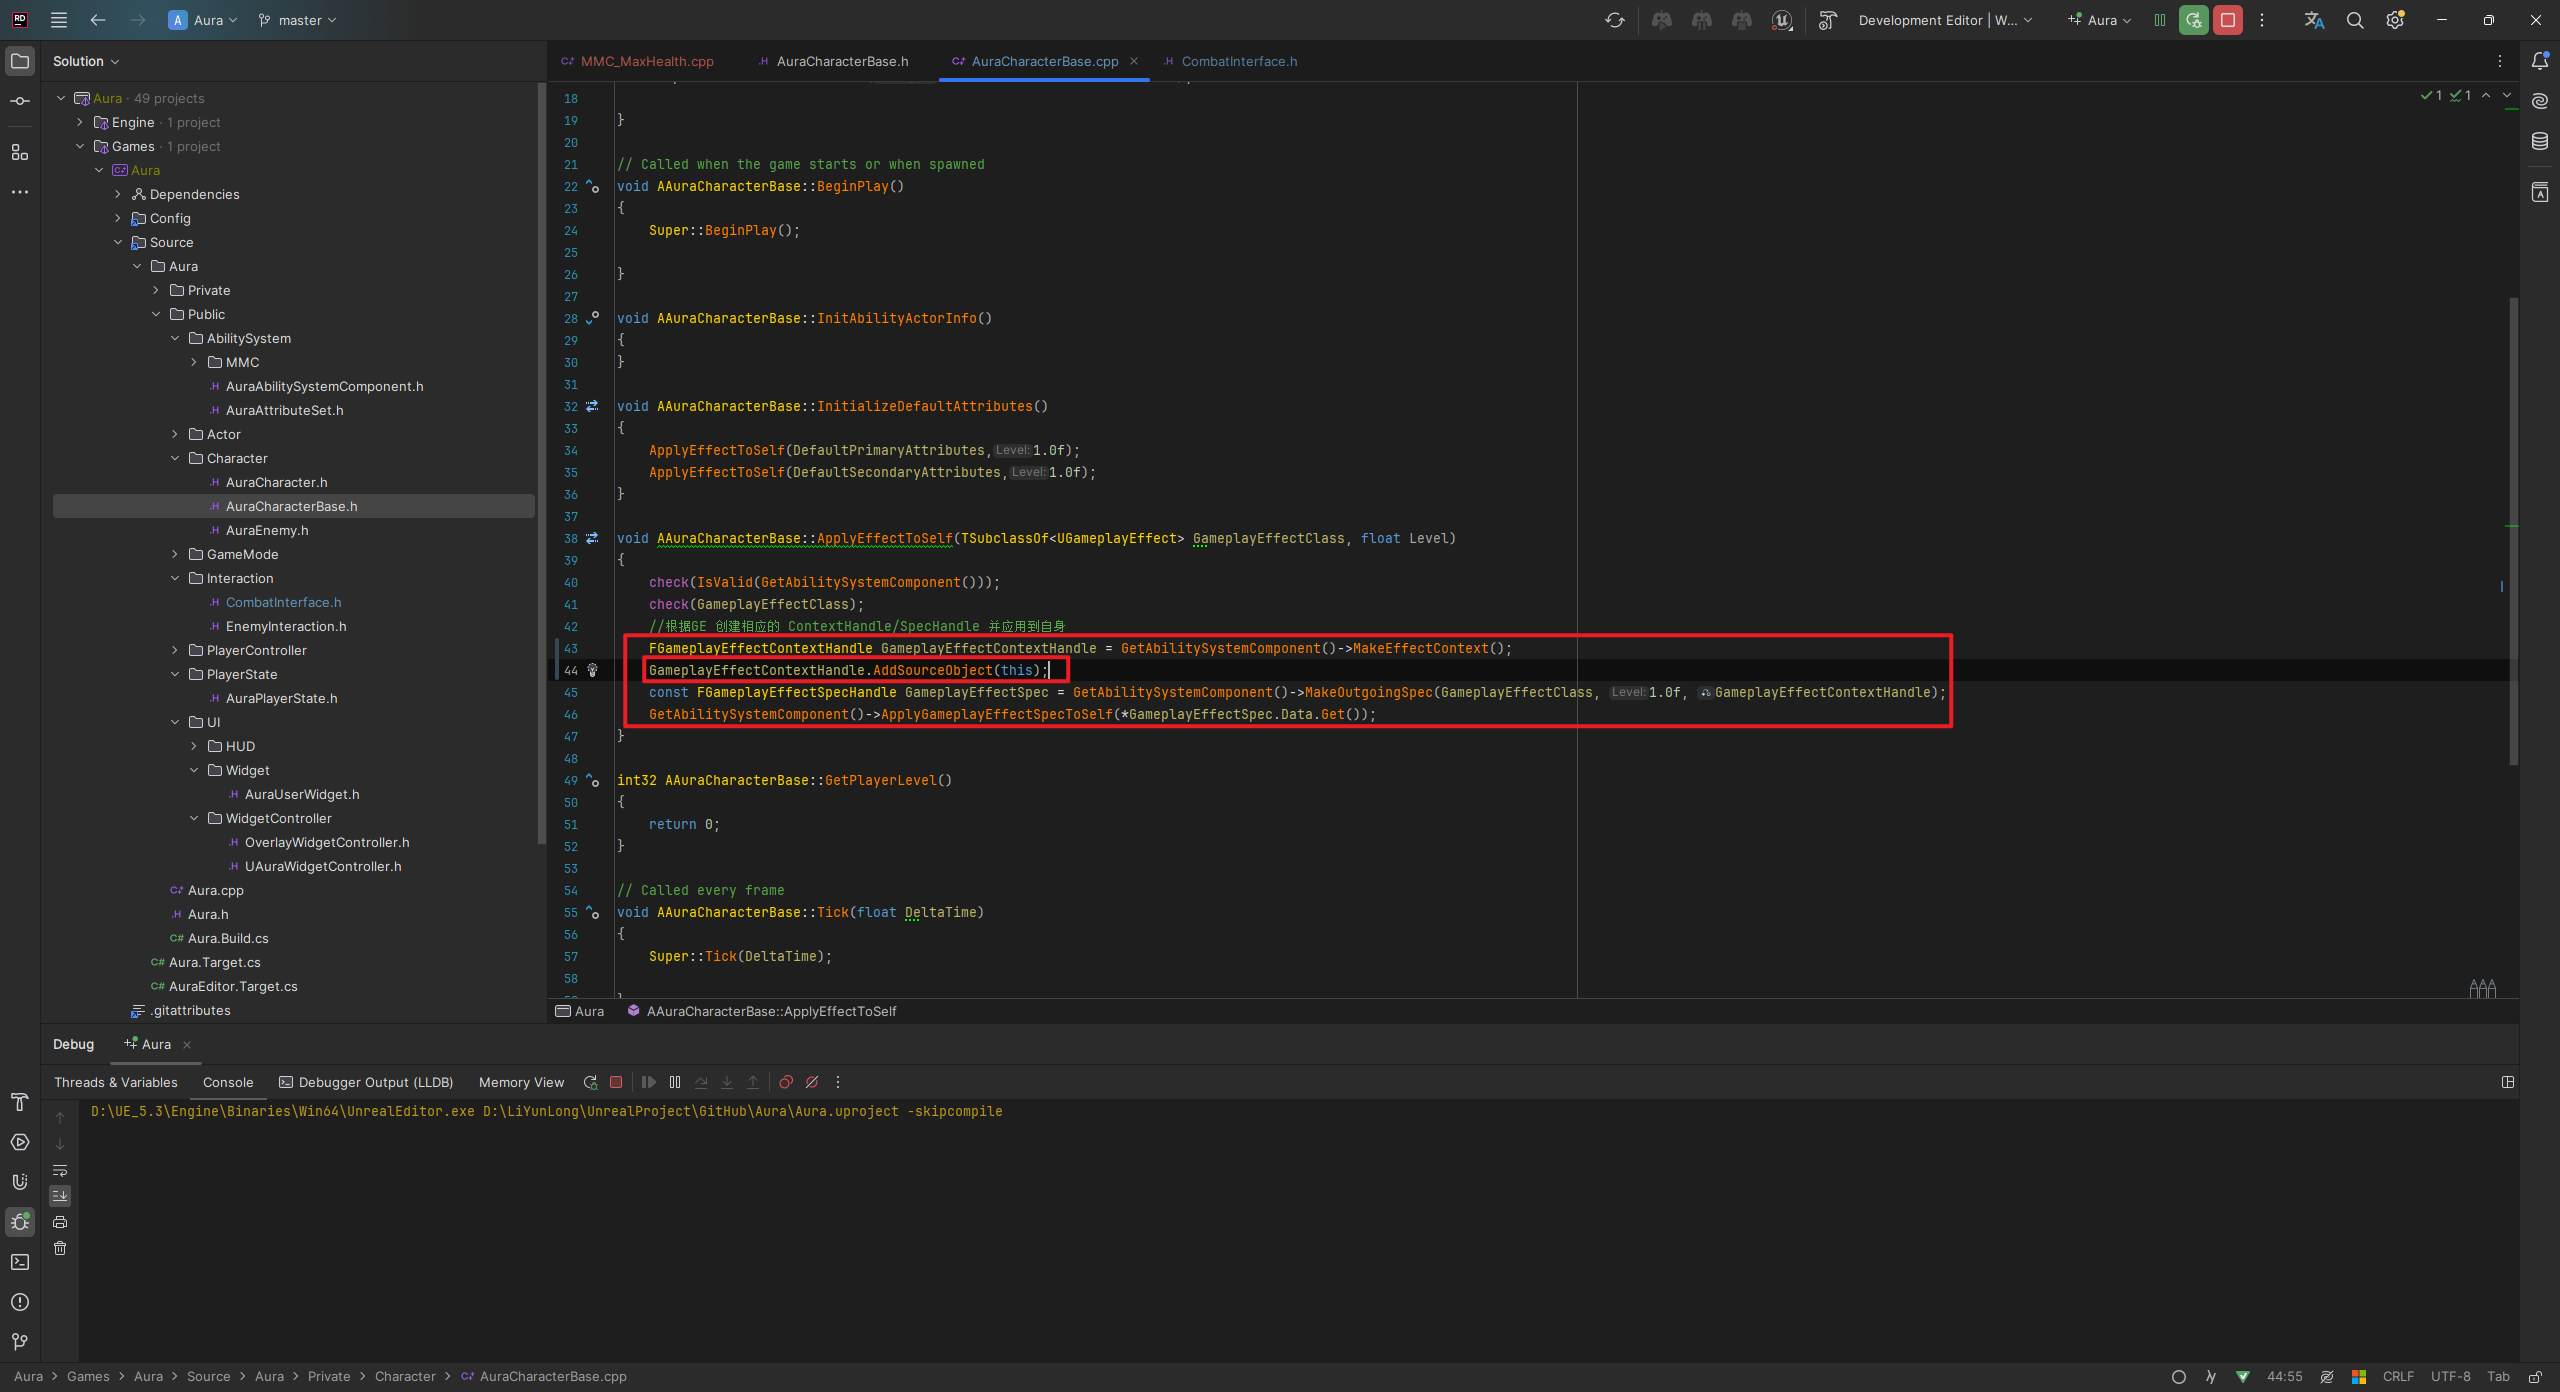 Aura
master
Development Editor | W...
Aura
Solution
MMC_MaxHealth.cpp
AuraCharacterBase.h
AuraCharacterBase.cpp
CombatInterface.h
Aura · 49 projects
Engine · 1 project
Games · 1 project
Aura
Dependencies
Config
Source
Aura
Private
Public
AbilitySystem
MMC
AuraAbilitySystemComponent.h
AuraAttributeSet.h
Actor
Character
AuraCharacter.h
AuraCharacterBase.h
AuraEnemy.h
GameMode
Interaction
CombatInterface.h
EnemyInteraction.h
PlayerController
PlayerState
AuraPlayerState.h
UI
HUD
Widget
AuraUserWidget.h
WidgetController
OverlayWidgetController.h
UAuraWidgetController.h
Aura.cpp
Aura.h
Aura.Build.cs
Aura.Target.cs
AuraEditor.Target.cs
.gitattributes
1 1
18
19 }
20
21 // Called when the game starts or when spawned
22 void AAuraCharacterBase::BeginPlay()
23 {
24 Super::BeginPlay();
25
26 }
27
28 void AAuraCharacterBase::InitAbilityActorInfo()
29 {
30 }
31
32 void AAuraCharacterBase::InitializeDefaultAttributes()
33 {
34 ApplyEffectToSelf(DefaultPrimaryAttributes, Level: 1.0f);
35 ApplyEffectToSelf(DefaultSecondaryAttributes, Level: 1.0f);
36 }
37
38 void AAuraCharacterBase::ApplyEffectToSelf(TSubclassOf<UGameplayEffect> GameplayEffectClass, float Level)
39 {
40 check(IsValid(GetAbilitySystemComponent()));
41 check(GameplayEffectClass);
42 //根据GE 创建相应的 ContextHandle/SpecHandle 并应用到自身
43 FGameplayEffectContextHandle GameplayEffectContextHandle = GetAbilitySystemComponent()->MakeEffectContext();
44 GameplayEffectContextHandle.AddSourceObject(this);
45 const FGameplayEffectSpecHandle GameplayEffectSpec = GetAbilitySystemComponent()->MakeOutgoingSpec(GameplayEffectClass, Level: 1.0f, GameplayEffectContextHandle);
46 GetAbilitySystemComponent()->ApplyGameplayEffectSpecToSelf(*GameplayEffectSpec.Data.Get());
47 }
48
49 int32 AAuraCharacterBase::GetPlayerLevel()
50 {
51 return 0;
52 }
53
54 // Called every frame
55 void AAuraCharacterBase::Tick(float DeltaTime)
56 {
57 Super::Tick(DeltaTime);
58
Aura AAuraCharacterBase::ApplyEffectToSelf
Debug Aura
Threads & Variables Console Debugger Output (LLDB) Memory View
D:\UE_5.3\Engine\Binaries\Win64\UnrealEditor.exe D:\LiYunLong\UnrealProject\GitHub\Aura\Aura.uproject -skipcompile
Aura > Games > Aura > Source > Aura > Private > Character > AuraCharacterBase.cpp
44:55 CRLF UTF-8 Tab